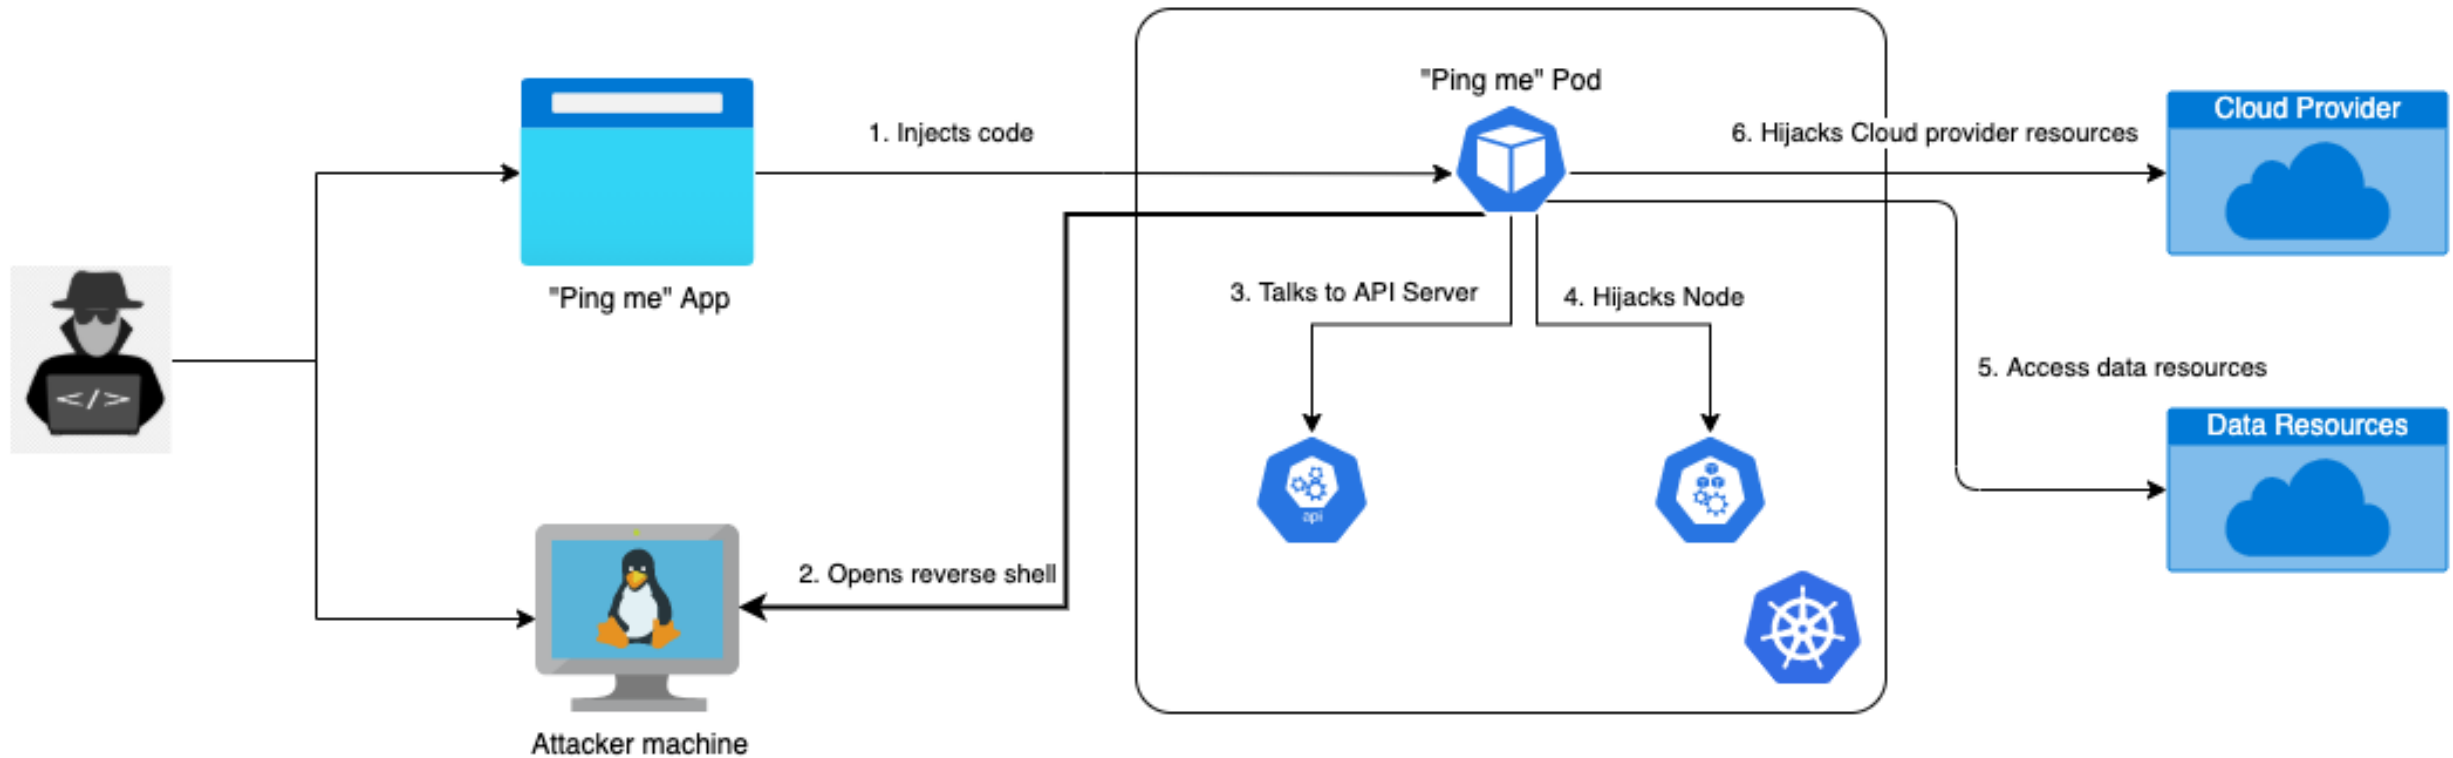 "Ping me" Pod
Cloud Provider
1. Injects code
6. Hijacks Cloud provider resources
"Ping me" App
3. Talks to API Server
4. Hijacks Node
5. Access data resources
</>
Data Resources
api
2. Opens reverse shell
Attacker machine